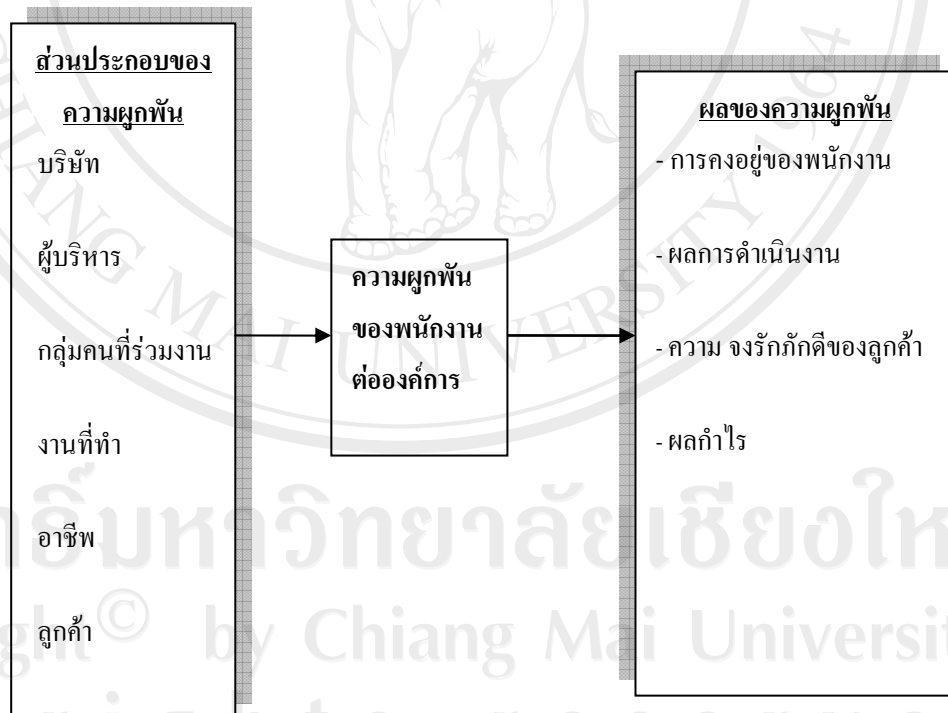 ส่วนประกอบของ
ความผูกพัน
บริษัท
ผู้บริหาร
กลุ่มคนที่ร่วมงาน
งานที่ทำ
อาชีพ
ลูกค้า
ความผูกพัน
ของพนักงาน
ต่อองค์การ
ผลของความผูกพัน
- การคงอยู่ของพนักงาน
- ผลการดำเนินงาน
- ความ จงรักภักดีของลูกค้า
- ผลกำไร
CHIANG MAI UNIVERSITY 1964
มหาวิทยาลัยเชียงให
© by Chiang Mai Universit